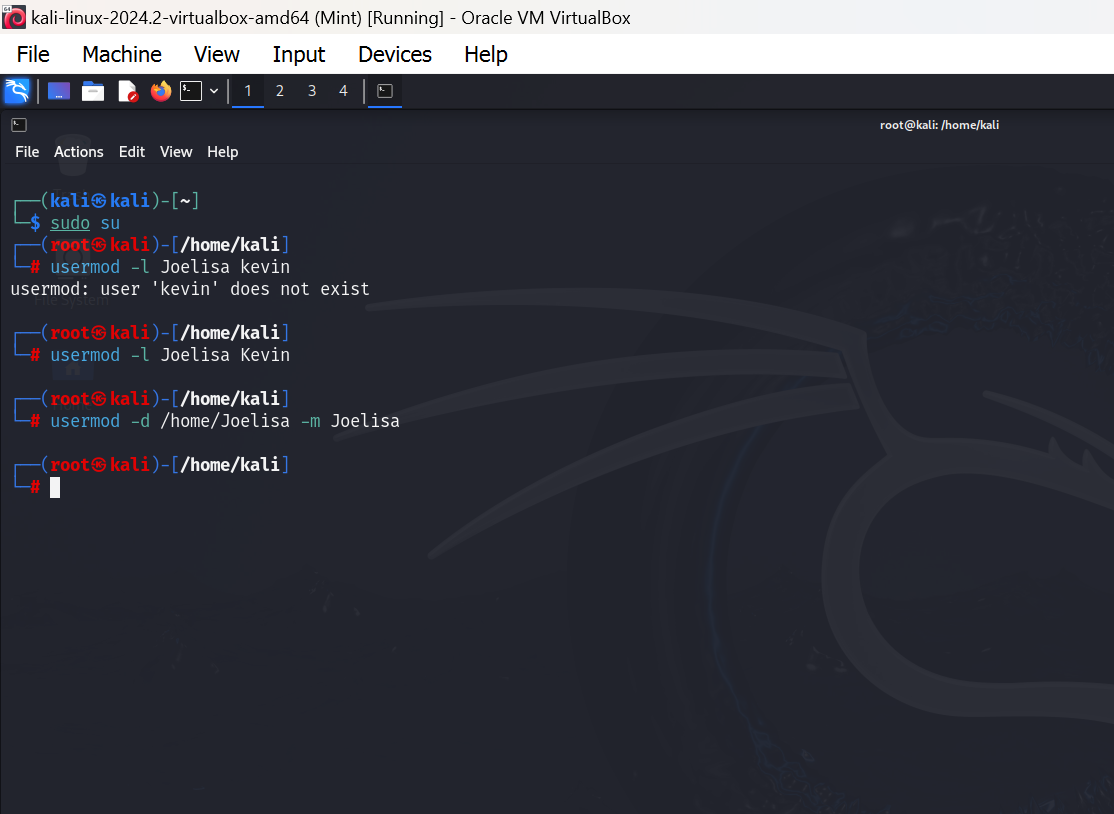 64
kali-linux-2024.2-virtualbox-amd64 (Mint) [Running] - Oracle VM VirtualBox
File Machine View Input Devices Help
1 2 3 4
root@kali: /home/kali
File Actions Edit View Help
┌──(kali㉿kali)-[~]
└─$ sudo su
┌──(root㉿kali)-[/home/kali]
└─# usermod -l Joelisa kevin
usermod: user 'kevin' does not exist
File System
┌──(root㉿kali)-[/home/kali]
└─# usermod -l Joelisa Kevin
┌──(root㉿kali)-[/home/kali]
└─# usermod -d /home/Joelisa -m Joelisa
┌──(root㉿kali)-[/home/kali]
└─#